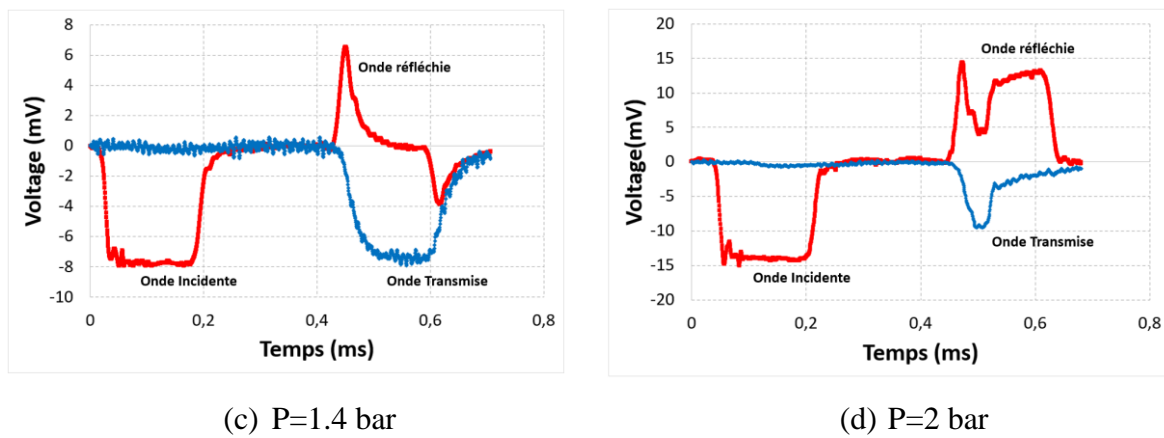 8
6
4
2
0
-2
-4
-6
-8
-10
Voltage (mV)
Onde réfléchie
Onde Incidente
Onde Transmise
0
0,2
0,4
0,6
0,8
Temps (ms)
20
15
10
5
0
-5
-10
-15
-20
Voltage(mV)
Onde réfléchie
Onde Transmise
Onde Incidente
0
0,2
0,4
0,6
0,8
Temps (ms)
(c) P=1.4 bar
(d) P=2 bar